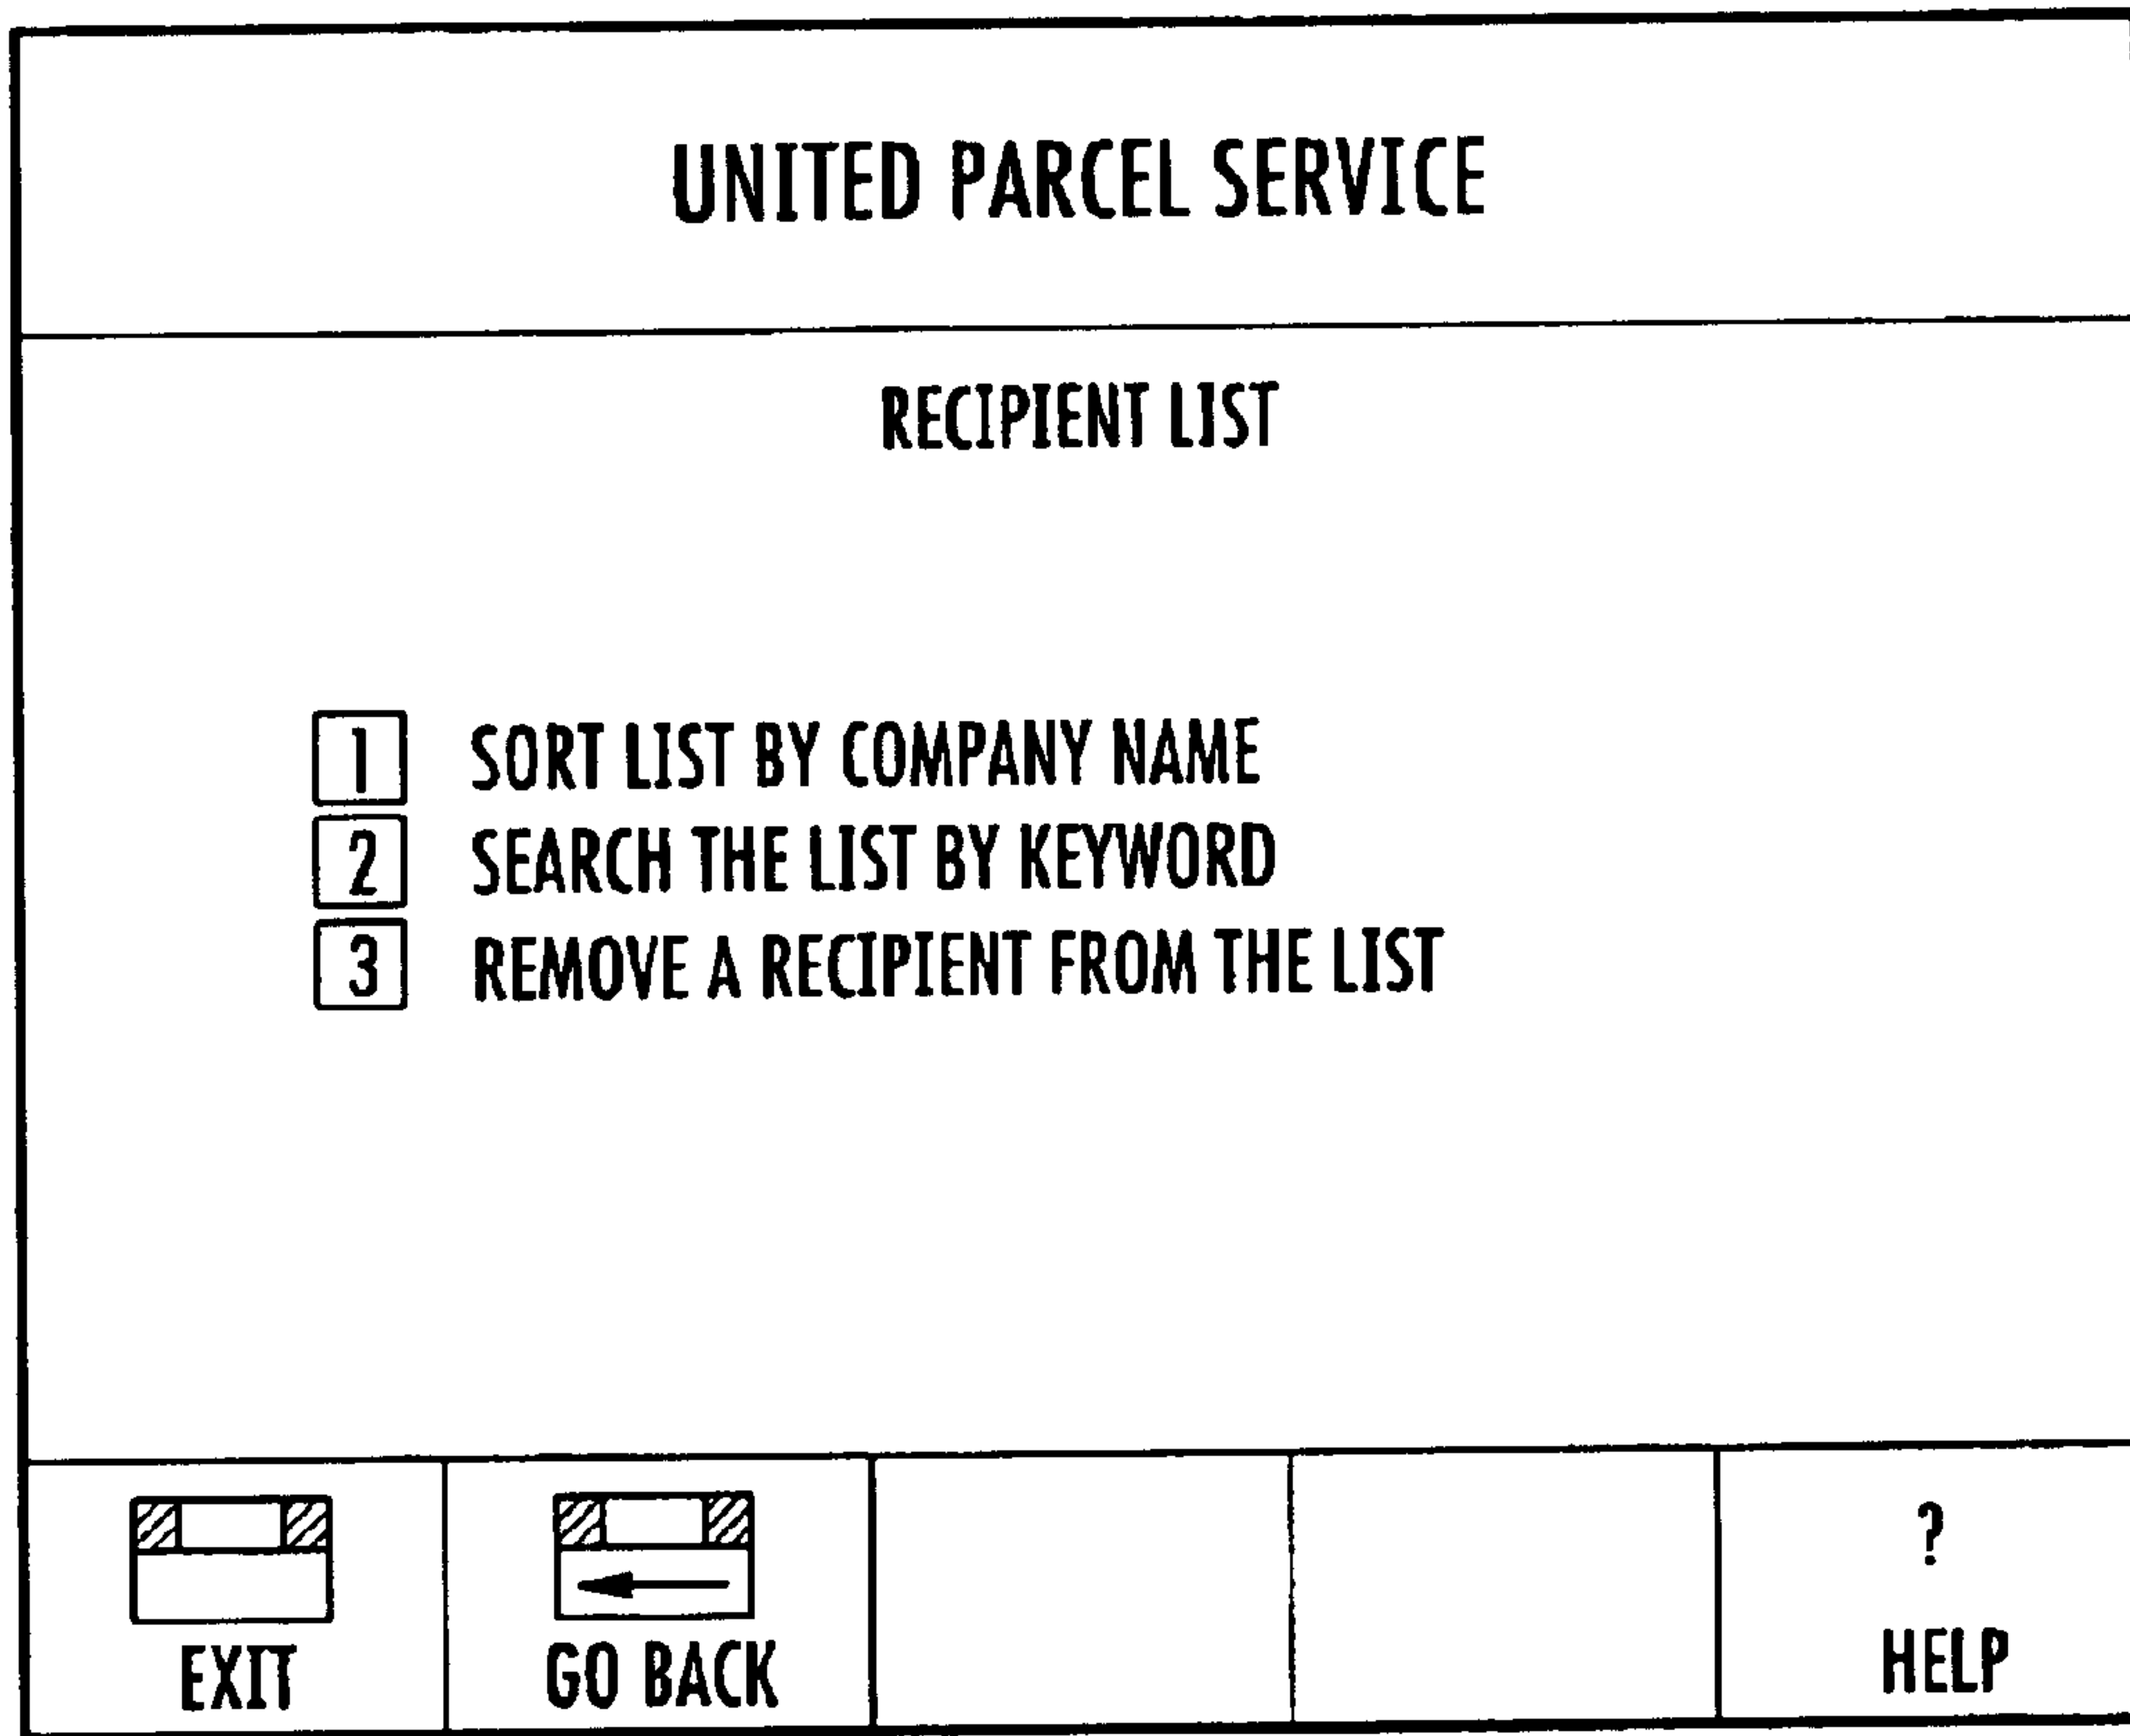 UNITED PARCEL SERVICE
RECIPIENT LIST
1 SORT LIST BY COMPANY NAME
2 SEARCH THE LIST BY KEYWORD
3 REMOVE A RECIPIENT FROM THE LIST
?
EXIT GO BACK HELP